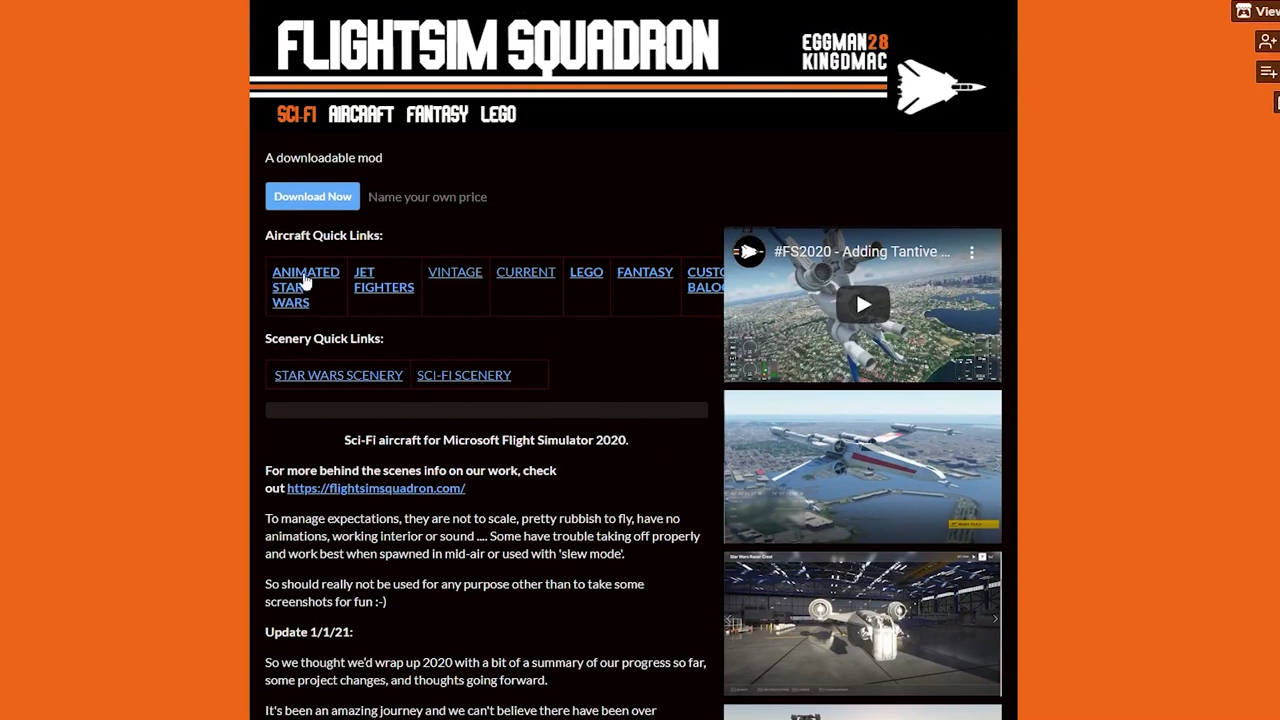 FLIGHTSIM SQUADRON
EGGMAN28
KINGDMAC
View
SCI-FI AIRCRAFT FANTASY LEGO
A downloadable mod
Download Now Name your own price
Aircraft Quick Links:
ANIMATED STAR WARS
JET FIGHTERS
VINTAGE
CURRENT
LEGO
FANTASY
Scenery Quick Links:
STAR WARS SCENERY
SCI-FI SCENERY
Sci-Fi aircraft for Microsoft Flight Simulator 2020.
For more behind the scenes info on our work, check
out https://flightsimsquadron.com/
To manage expectations, they are not to scale, pretty rubbish to fly, have no
animations, working interior or sound .... Some have trouble taking off properly
and work best when spawned in mid-air or used with 'slew mode'.
So should really not be used for any purpose other than to take some
screenshots for fun :-)
Update 1/1/21:
So we thought we'd wrap up 2020 with a bit of a summary of our progress so far,
some project changes, and thoughts going forward.
It's been an amazing journey and we can't believe there have been over
#FS2020 - Adding Tantive ...
Star Wars Razor Crest